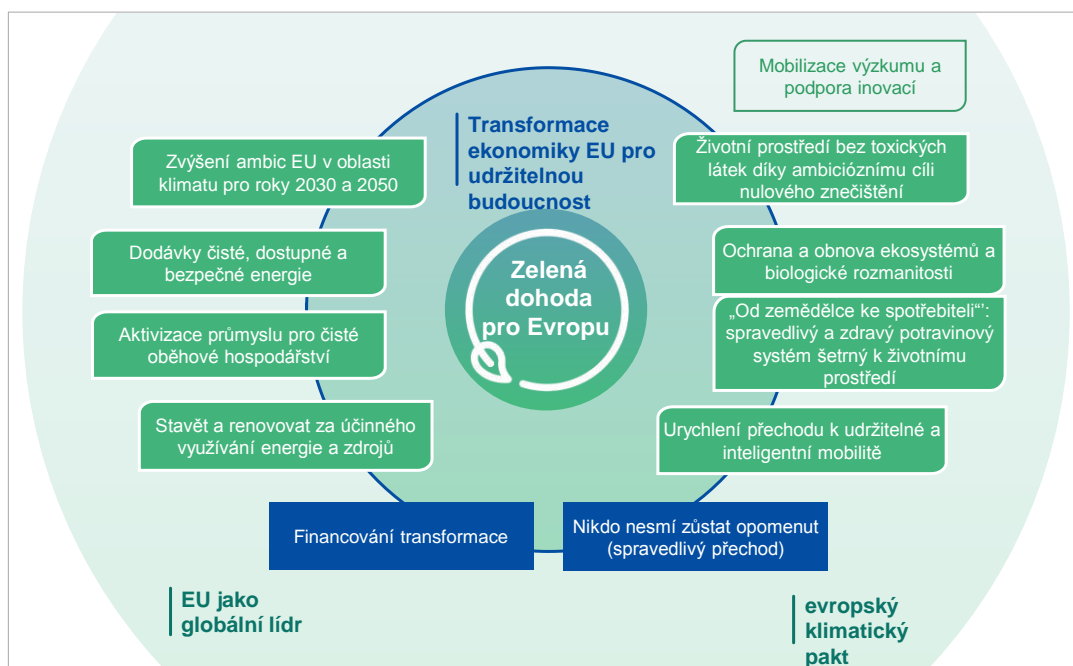 Mobilizace výzkumu a
podpora inovací
Transformace
ekonomiky EU pro
udržitelnou
budoucnost
Zvýšení ambic EU v oblasti
klimatu pro roky 2030 a 2050
Životní prostředí bez toxických
látek díky ambicióznímu cíli
nulového znečištění
Dodávky čisté, dostupné a
bezpečné energie
Zelená
dohoda
pro Evropu
Ochrana a obnova ekosystémů a
biologické rozmanitosti
Aktivizace průmyslu pro čisté
oběhové hospodářství
„Od zemědělce ke spotřebiteli“':
spravedlivý a zdravý potravinový
systém šetrný k životnímu
prostředí
Stavět a renovovat za účinného
využívání energie a zdrojů
Urychlení přechodu k udržitelné a
inteligentní mobilitě
Financování transformace
Nikdo nesmí zůstat opomenut
(spravedlivý přechod)
EU jako
globální lídr
evropský
klimatický
pakt